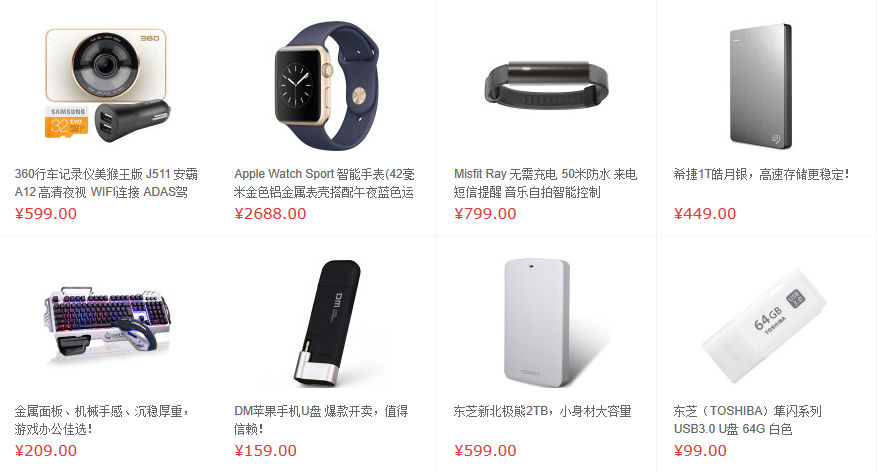 360
SAMSUNG
32 EVO
360行车记录仪美猴王版 J511 安霸
A12 高清夜视 WIFI连接 ADAS驾
¥599.00
Apple Watch Sport 智能手表(42毫
米金色铝金属表壳搭配午夜蓝色运
¥2688.00
Misfit Ray 无需充电 50米防水 来电
短信提醒 音乐自拍智能控制
¥799.00
希捷1T皓月银，高速存储更稳定！
¥449.00
DM
TOSHIBA
64GB
TOSHIBA
USB
3.0
金属面板、机械手感、沉稳厚重，
游戏办公佳选！
¥209.00
DM苹果手机U盘 爆款开卖，值得
信赖！
¥159.00
东芝新北极熊2TB，小身材大容量
¥599.00
东芝（TOSHIBA）隼闪系列
USB3.0 U盘 64G 白色
¥99.00